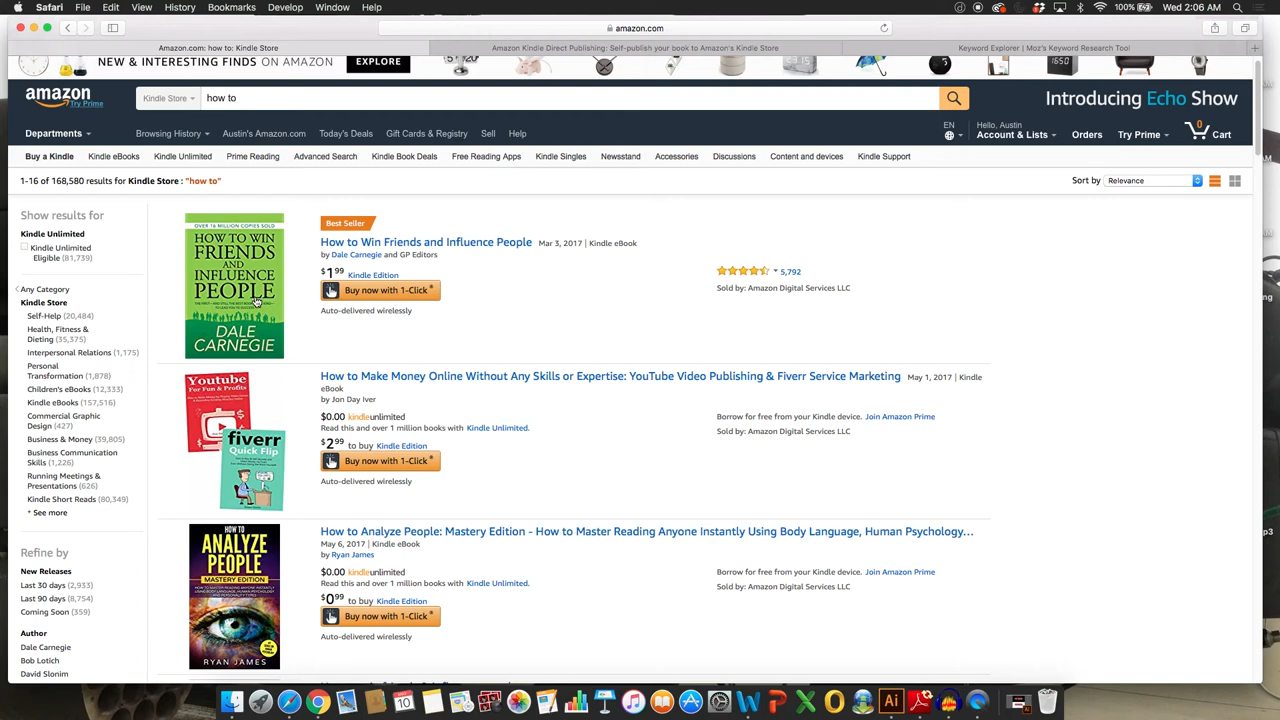 Safari File Edit View History Bookmarks Develop Window Help
100% Wed 2:06 AM
amazon.com
Amazon.com: how to: Kindle Store
Amazon Kindle Direct Publishing: Self-publish your book to Amazon's Kindle Store
Keyword Explorer | Moz's Keyword Research Tool
NEW & INTERESTING FINDS ON AMAZON EXPLORE
amazon
Try Prime
Kindle Store
how to
Introducing Echo Show
Departments
Browsing History Austin's Amazon.com Today's Deals Gift Cards & Registry Sell Help
EN
Hello, Austin
Account & Lists Orders Try Prime 0 Cart
Buy a Kindle Kindle eBooks Kindle Unlimited Prime Reading Advanced Search Kindle Book Deals Free Reading Apps Kindle Singles Newsstand Accessories Discussions Content and devices Kindle Support
1-16 of 168,580 results for Kindle Store : "how to"
Sort by Relevance
Show results for
Kindle Unlimited
Kindle Unlimited
Eligible (81,739)
Any Category
Kindle Store
Self-Help (20,484)
Health, Fitness &
Dieting (35,375)
Interpersonal Relations (1,175)
Personal
Transformation (1,878)
Children's eBooks (12,333)
Kindle eBooks (157,516)
Commercial Graphic
Design (427)
Business & Money (39,805)
Business Communication
Skills (1,226)
Running Meetings &
Presentations (626)
Kindle Short Reads (80,349)
+ See more
Refine by
New Releases
Last 30 days (2,933)
Last 90 days (8,754)
Coming Soon (359)
Author
Dale Carnegie
Bob Lotich
David Slonim
OVER 16 MILLION COPIES SOLD
HOW TO WIN
FRIENDS
AND
INFLUENCE
PEOPLE
DALE
CARNEGIE
Best Seller
How to Win Friends and Influence People Mar 3, 2017 | Kindle eBook
by Dale Carnegie and GP Editors
$1.99 Kindle Edition
Buy now with 1-Click®
Auto-delivered wirelessly
5,792
Sold by: Amazon Digital Services LLC
Youtube
For Fun & Profits
fiverr
Quick Flip
How to Make Money Online Without Any Skills or Expertise: YouTube Video Publishing & Fiverr Service Marketing May 1, 2017 | Kindle
eBook
by Jon Day Iver
$0.00 kindleunlimited
Read this and over 1 million books with Kindle Unlimited.
$2.99 to buy Kindle Edition
Buy now with 1-Click®
Auto-delivered wirelessly
Borrow for free from your Kindle device. Join Amazon Prime
Sold by: Amazon Digital Services LLC
HOW TO
ANALYZE
PEOPLE
MASTERY EDITION
RYAN JAMES
How to Analyze People: Mastery Edition - How to Master Reading Anyone Instantly Using Body Language, Human Psychology...
May 6, 2017 | Kindle eBook
by Ryan James
$0.00 kindleunlimited
Read this and over 1 million books with Kindle Unlimited.
$0.99 to buy Kindle Edition
Buy now with 1-Click®
Auto-delivered wirelessly
Borrow for free from your Kindle device. Join Amazon Prime
Sold by: Amazon Digital Services LLC
10
Ai